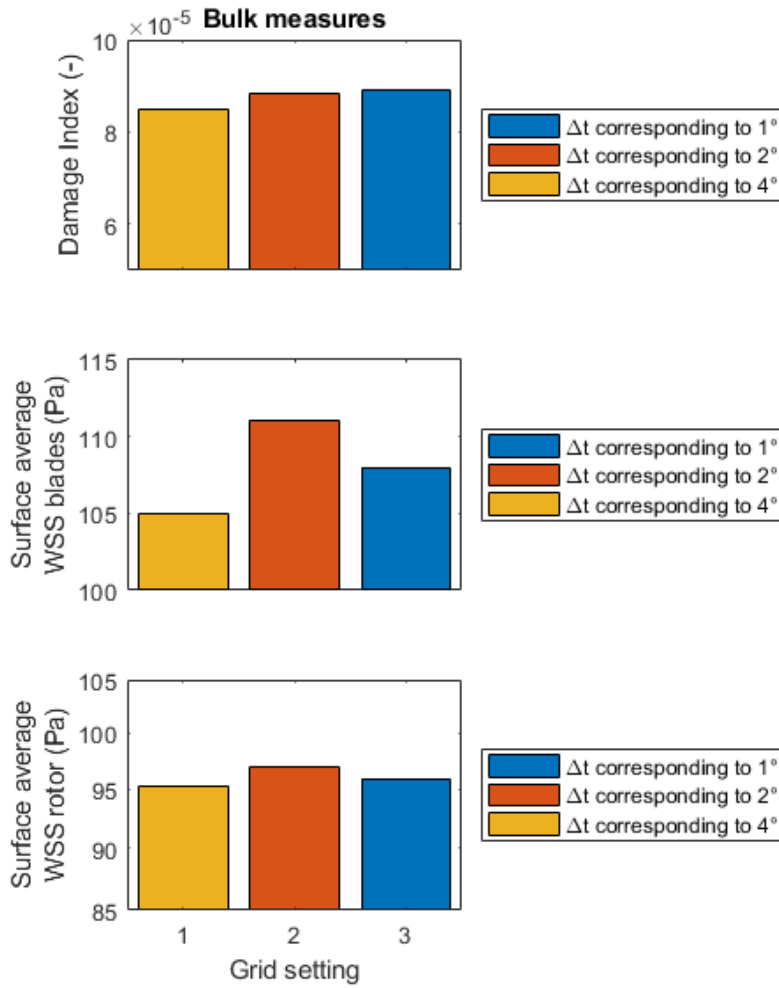 × 10⁻⁵ Bulk measures
10
8
6
Damage Index (-)
Δt corresponding to 1°
Δt corresponding to 2°
Δt corresponding to 4°
115
110
105
100
Surface average
WSS blades (Pa)
Δt corresponding to 1°
Δt corresponding to 2°
Δt corresponding to 4°
105
100
95
90
85
Surface average
WSS rotor (Pa)
Δt corresponding to 1°
Δt corresponding to 2°
Δt corresponding to 4°
1 2 3
Grid setting